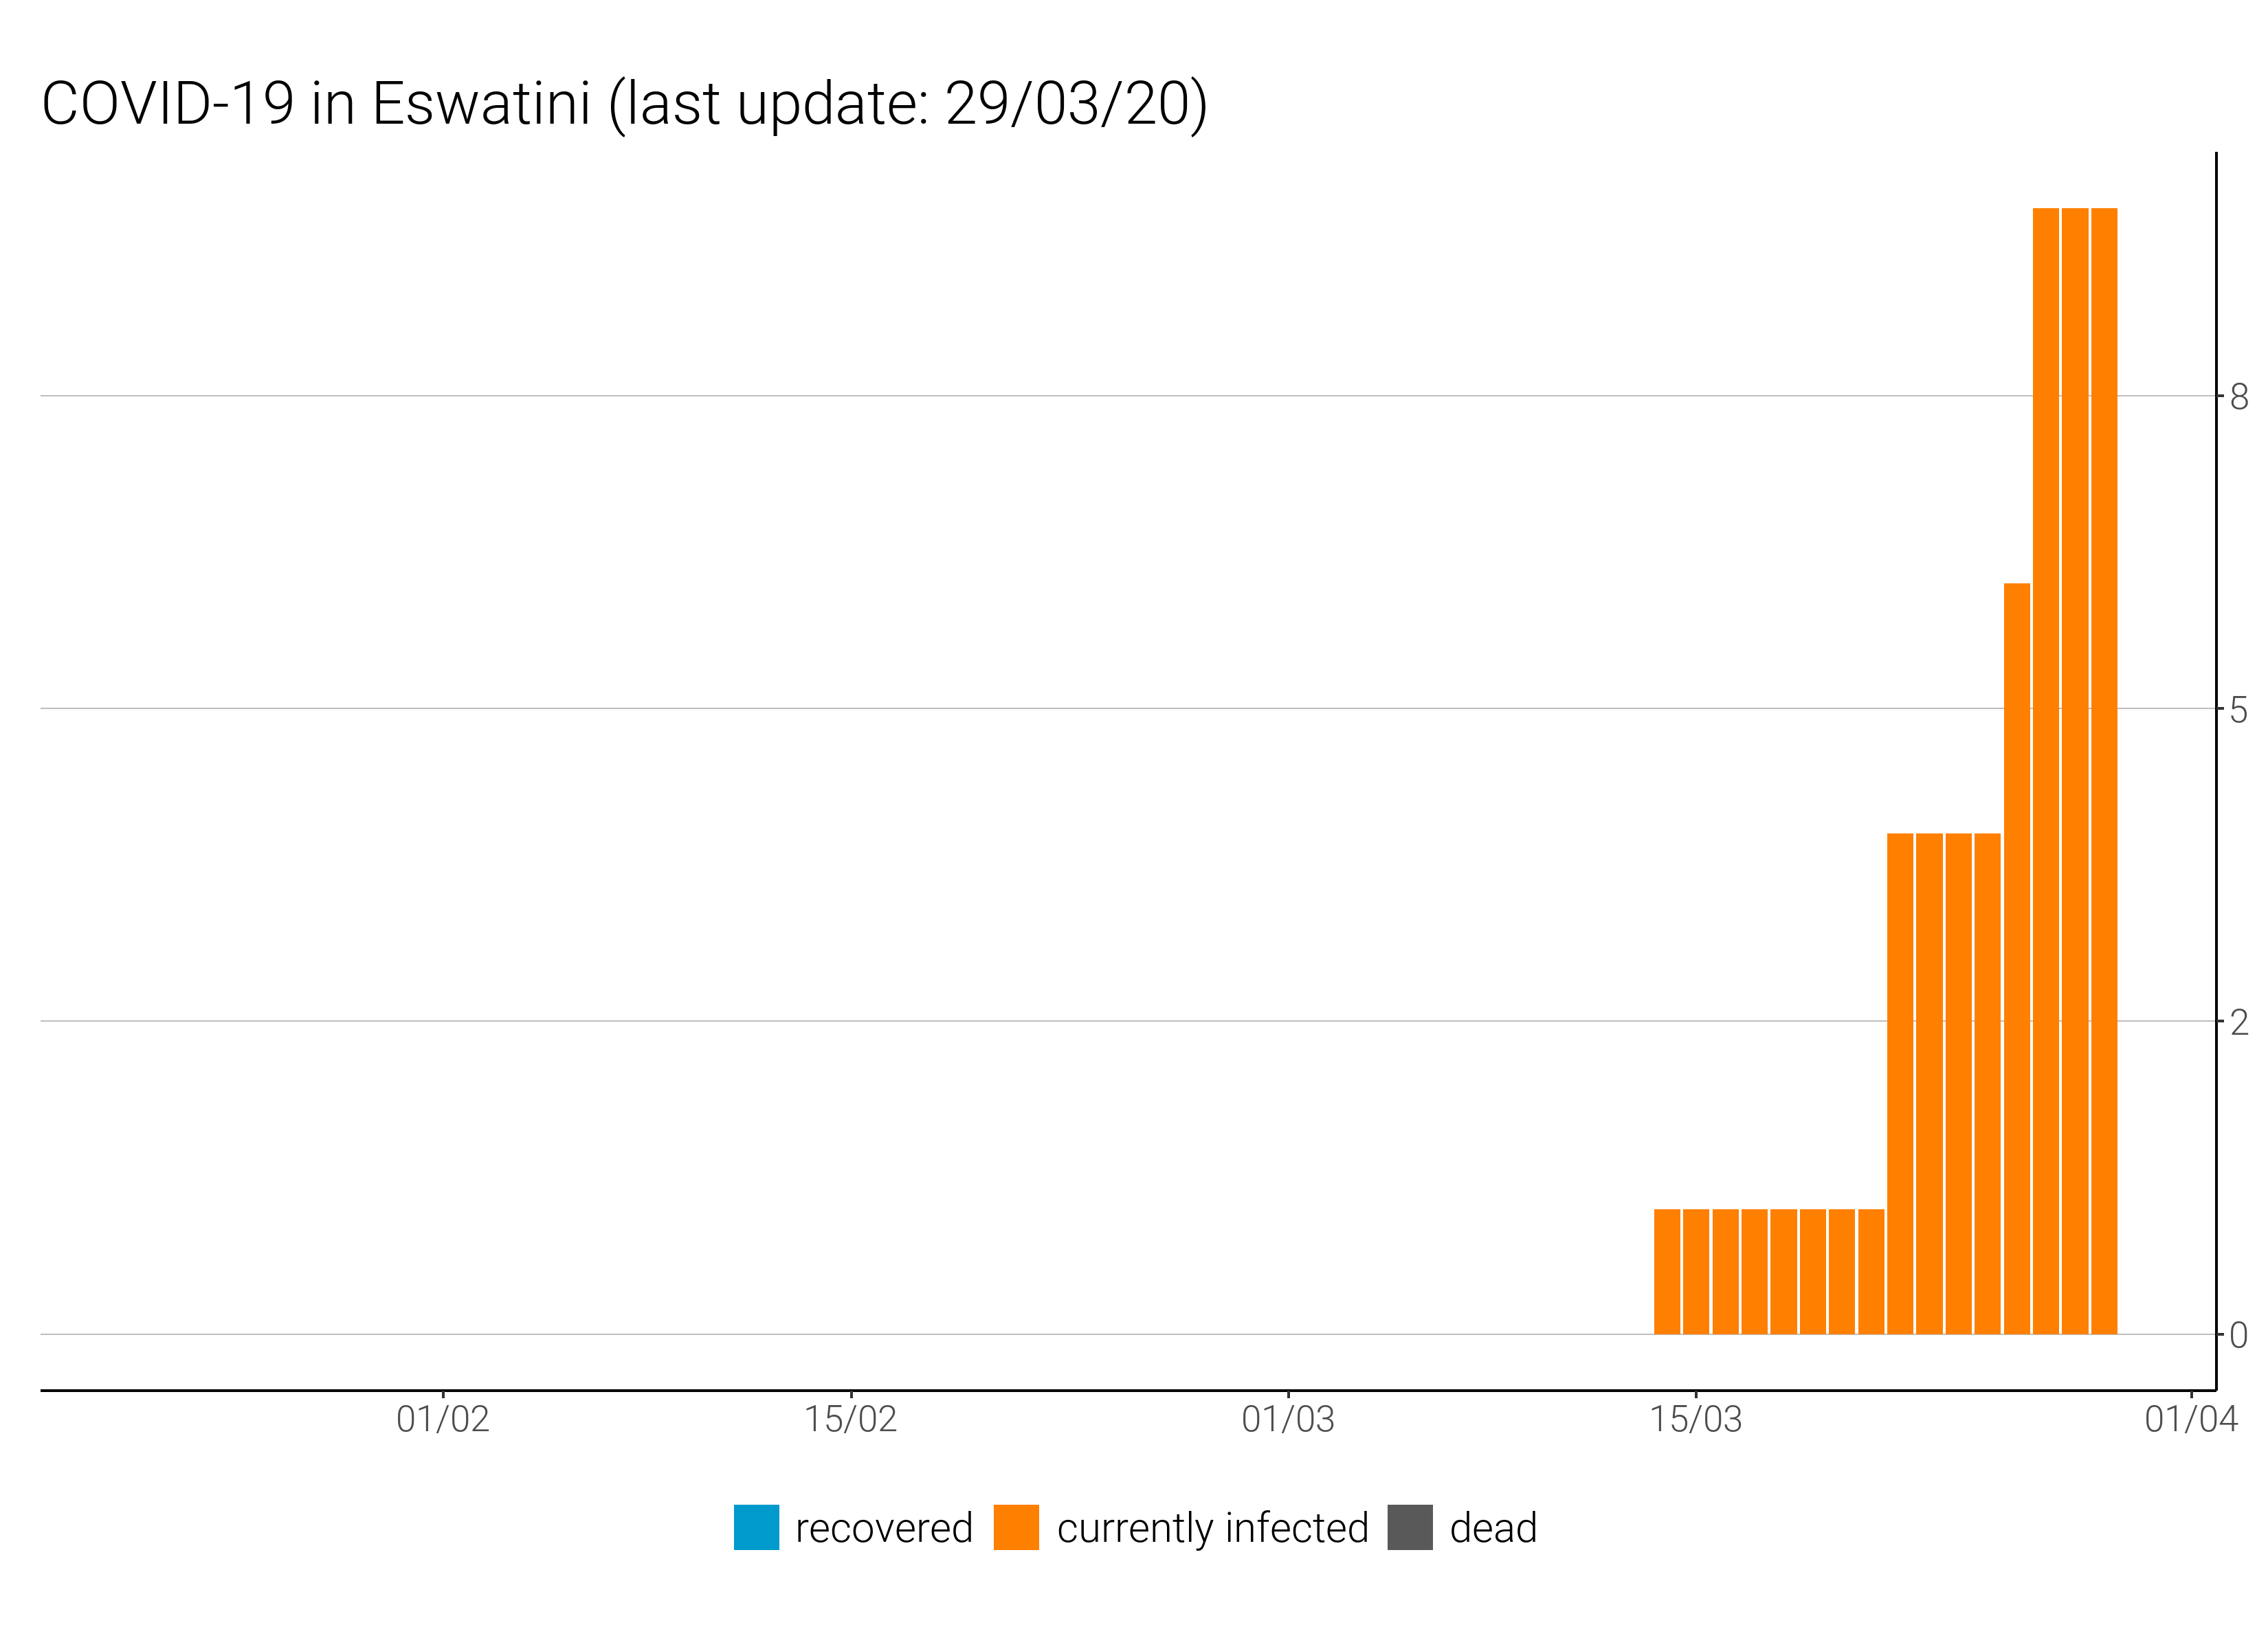 COVID-19 in Eswatini (last update: 29/03/20)
8
5
2
0
01/02 15/02 01/03 15/03 01/04
recovered currently infected dead